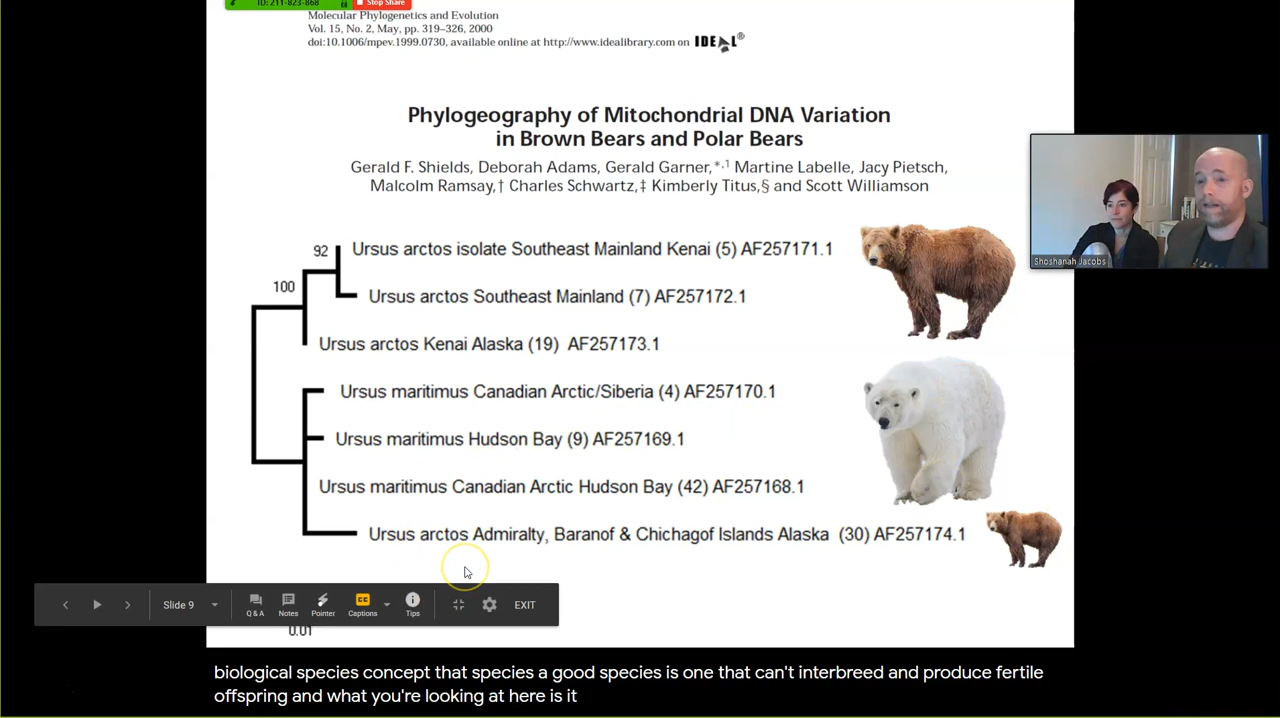 ID: 211-823-868
Stop Share
Molecular Phylogenetics and Evolution
Vol. 15, No. 2, May, pp. 319–326, 2000
doi:10.1006/mpev.1999.0730, available online at http://www.idealibrary.com on IDEAL®
Phylogeography of Mitochondrial DNA Variation
in Brown Bears and Polar Bears
Gerald F. Shields, Deborah Adams, Gerald Garner,*,1 Martine Labelle, Jacy Pietsch,
Malcolm Ramsay,† Charles Schwartz,‡ Kimberly Titus,§ and Scott Williamson
92
Ursus arctos isolate Southeast Mainland Kenai (5) AF257171.1
Shoshanah Jacobs
100
Ursus arctos Southeast Mainland (7) AF257172.1
Ursus arctos Kenai Alaska (19) AF257173.1
Ursus maritimus Canadian Arctic/Siberia (4) AF257170.1
Ursus maritimus Hudson Bay (9) AF257169.1
Ursus maritimus Canadian Arctic Hudson Bay (42) AF257168.1
Ursus arctos Admiralty, Baranof & Chichagof Islands Alaska (30) AF257174.1
Slide 9
CC
Q & A
Notes
Pointer
Captions
Tips
EXIT
0.01
biological species concept that species a good species is one that can't interbreed and produce fertile
offspring and what you're looking at here is it